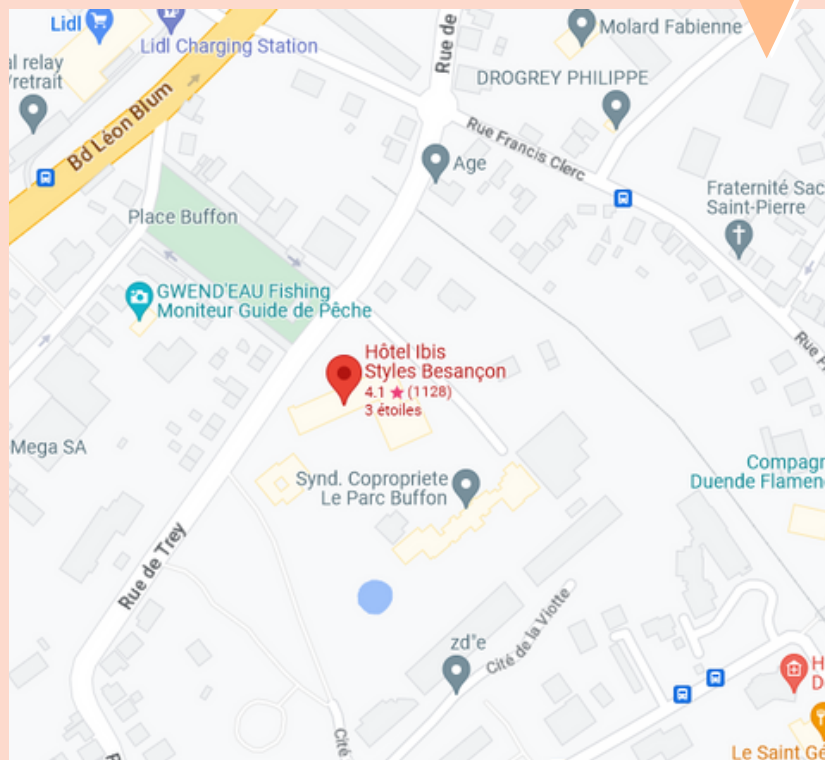 Lidl
Lidl Charging Station
Rue de
Molard Fabienne
al relay
/retrait
DROGREY PHILIPPE
Bd Léon Blum
Rue Francis Clerc
Age
Fraternité Sac
Saint-Pierre
Place Buffon
GWEND'EAU Fishing
Moniteur Guide de Pêche
Hôtel Ibis
Styles Besançon
4.1 ★ (1128)
3 étoiles
Mega SA
Compagn
Duende Flamen
Synd. Copropriete
Le Parc Buffon
Rue de Trey
zd"e
Cité de la Viotte
Cité
H
D
Le Saint Gé